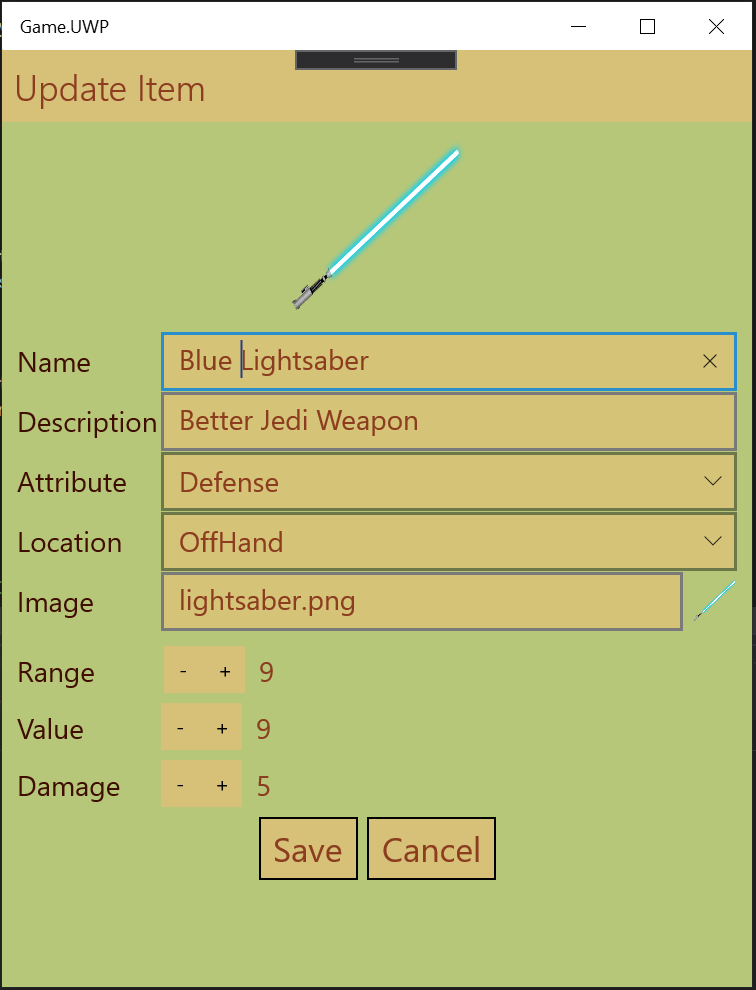 Game.UWP
Update Item
Name Blue Lightsaber
Description Better Jedi Weapon
Attribute Defense
Location OffHand
Image lightsaber.png
Range - + 9
Value - + 9
Damage - + 5
Save Cancel